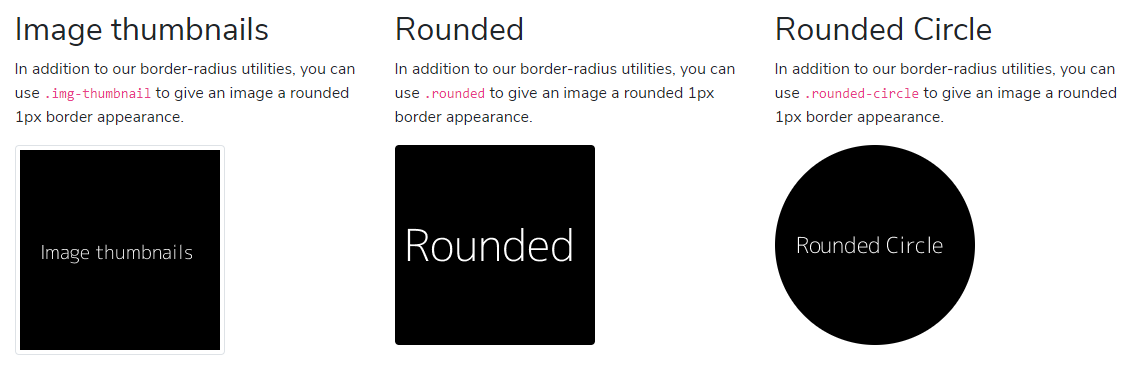 Image thumbnails
In addition to our border-radius utilities, you can
use .img-thumbnail to give an image a rounded
1px border appearance.
Image thumbnails
Rounded
In addition to our border-radius utilities, you can
use .rounded to give an image a rounded 1px
border appearance.
Rounded
Rounded Circle
In addition to our border-radius utilities, you can
use .rounded-circle to give an image a rounded
1px border appearance.
Rounded Circle